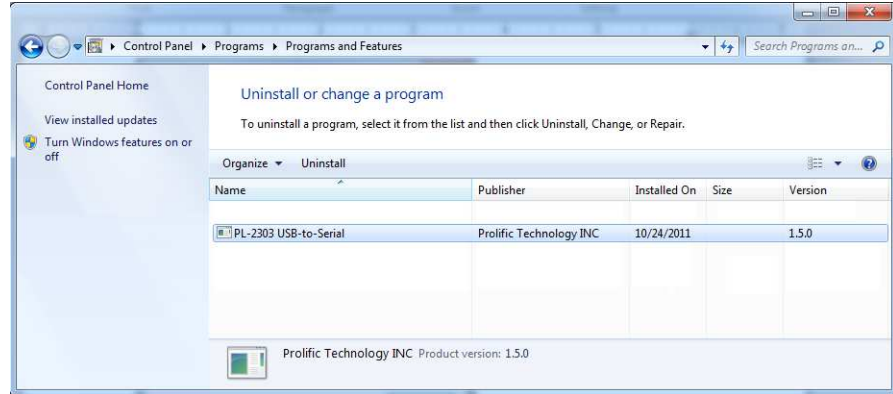 Control Panel ▸ Programs ▸ Programs and Features
Search Programs an...
Control Panel Home
View installed updates
Turn Windows features on or
off
Uninstall or change a program
To uninstall a program, select it from the list and then click Uninstall, Change, or Repair.
Organize Uninstall
Name Publisher Installed On Size Version
PL-2303 USB-to-Serial Prolific Technology INC 10/24/2011 1.5.0
Prolific Technology INC Product version: 1.5.0